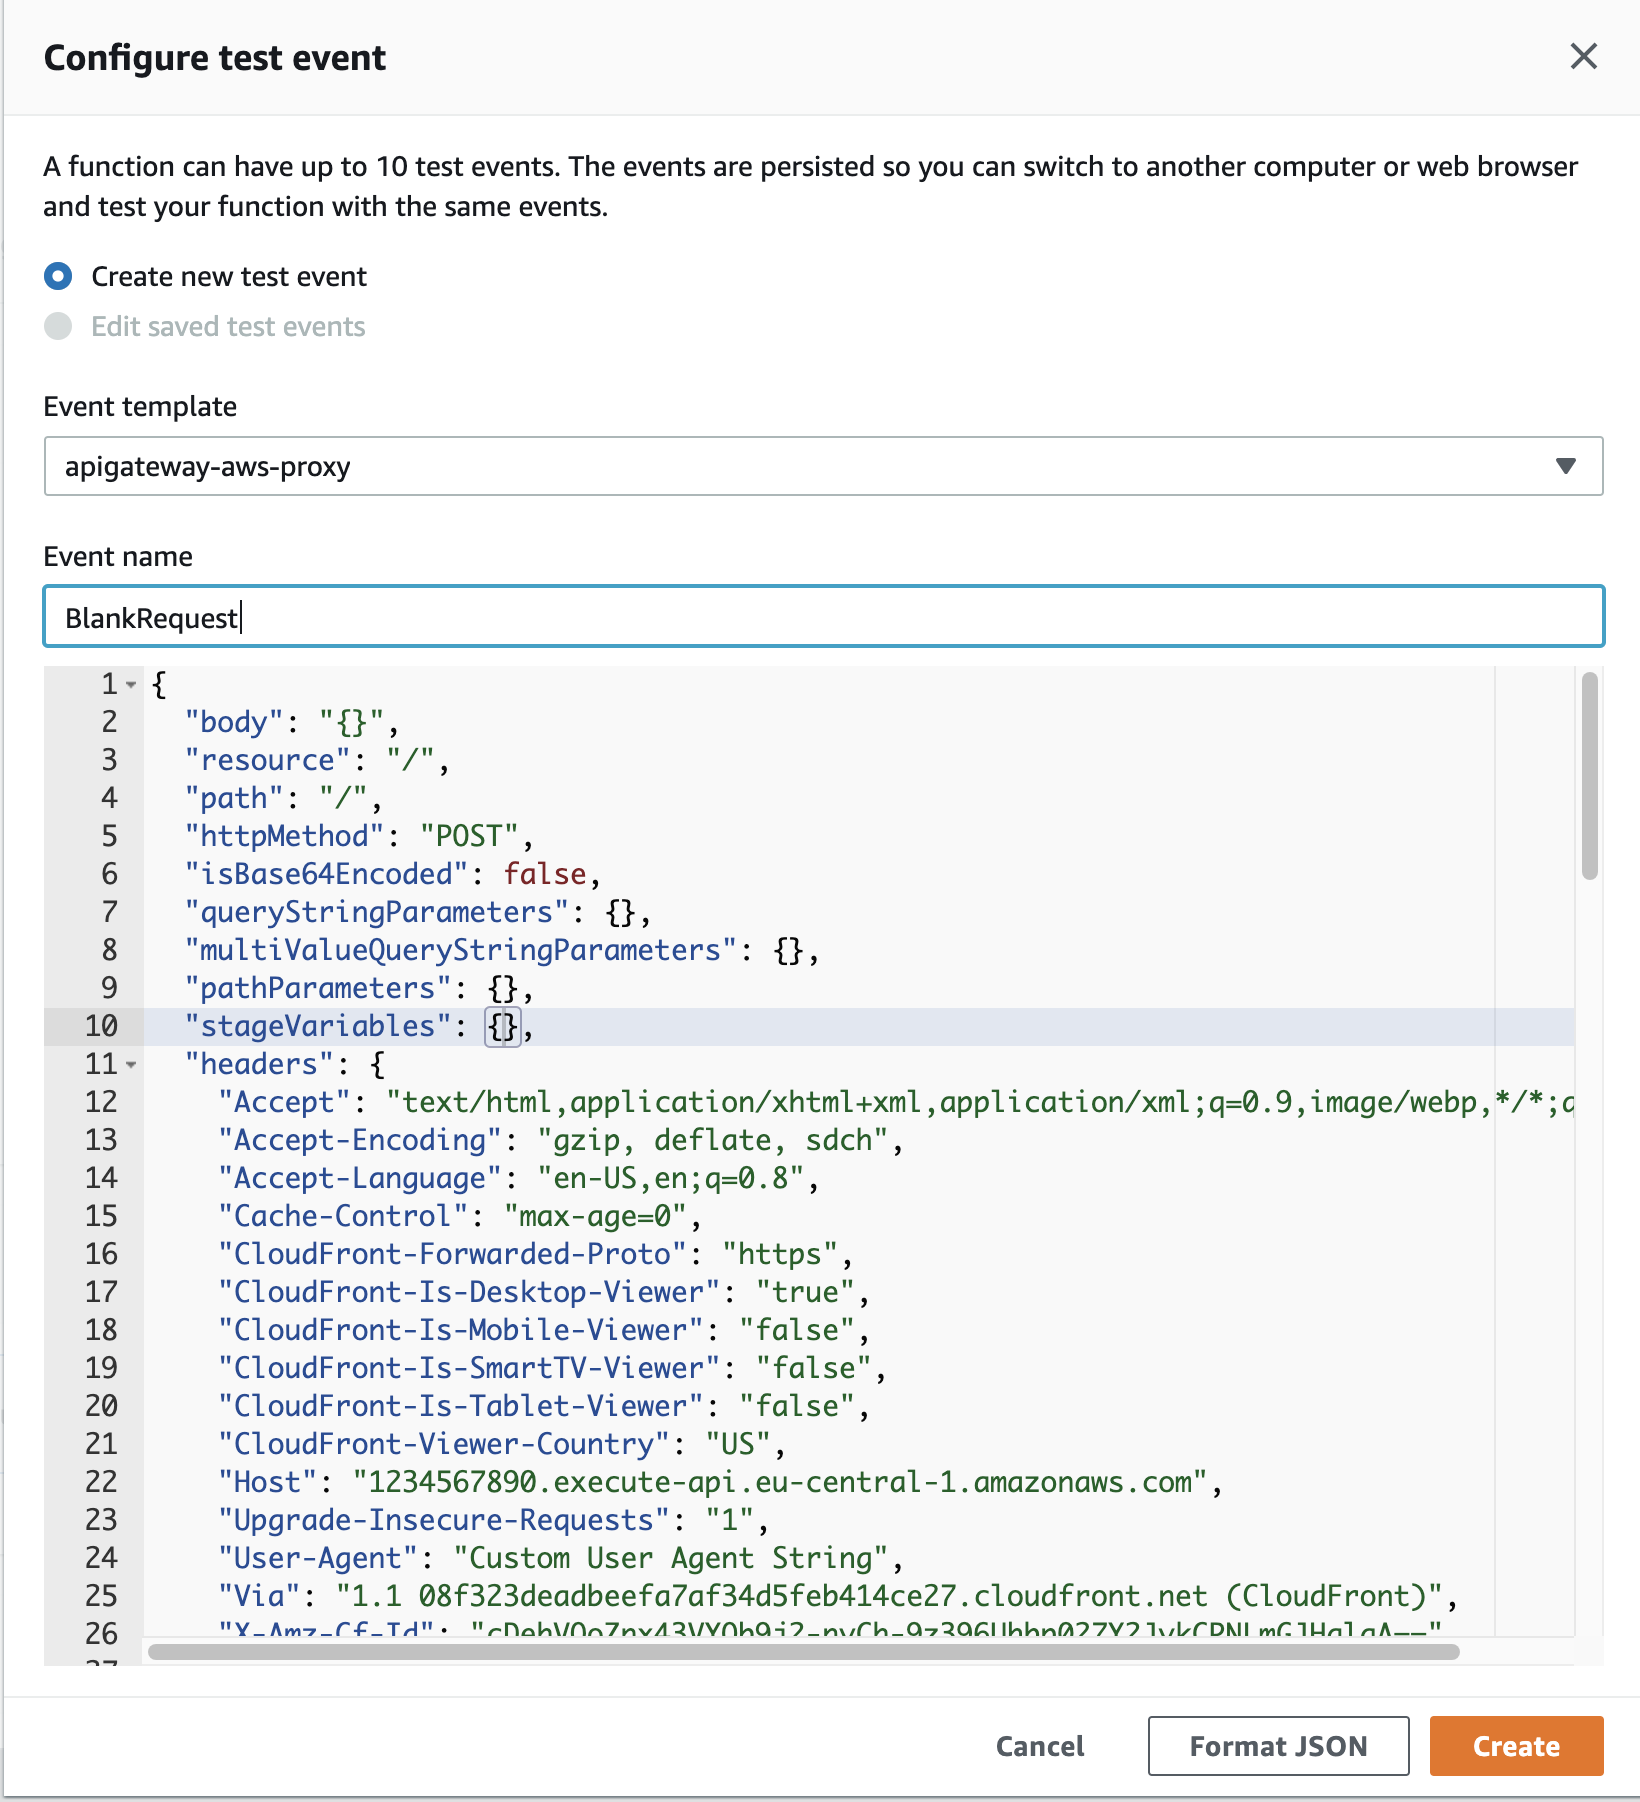 Configure test event
A function can have up to 10 test events. The events are persisted so you can switch to another computer or web browser
and test your function with the same events.
Create new test event
Edit saved test events
Event template
apigateway-aws-proxy
Event name
BlankRequest
1 {
2 "body": "{}",
3 "resource": "/",
4 "path": "/",
5 "httpMethod": "POST",
6 "isBase64Encoded": false,
7 "queryStringParameters": {},
8 "multiValueQueryStringParameters": {},
9 "pathParameters": {},
10 "stageVariables": {},
11 "headers": {
12 "Accept": "text/html,application/xhtml+xml,application/xml;q=0.9,image/webp,*/*;
13 "Accept-Encoding": "gzip, deflate, sdch",
14 "Accept-Language": "en-US,en;q=0.8",
15 "Cache-Control": "max-age=0",
16 "CloudFront-Forwarded-Proto": "https",
17 "CloudFront-Is-Desktop-Viewer": "true",
18 "CloudFront-Is-Mobile-Viewer": "false",
19 "CloudFront-Is-SmartTV-Viewer": "false",
20 "CloudFront-Is-Tablet-Viewer": "false",
21 "CloudFront-Viewer-Country": "US",
22 "Host": "1234567890.execute-api.eu-central-1.amazonaws.com",
23 "Upgrade-Insecure-Requests": "1",
24 "User-Agent": "Custom User Agent String",
25 "Via": "1.1 08f323deadbeefa7af34d5feb414ce27.cloudfront.net (CloudFront)",
26 "X-Amz-Cf-Id":
Cancel
Format JSON
Create